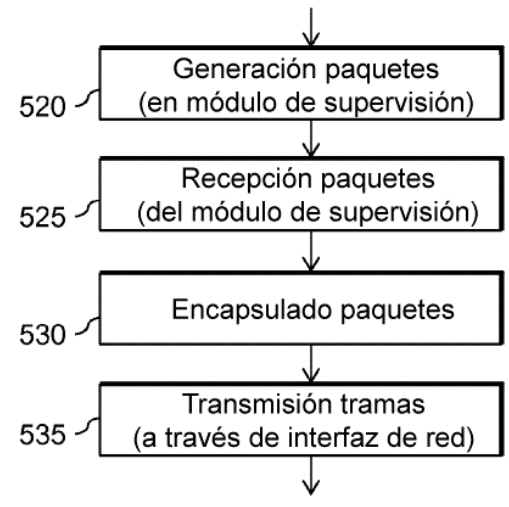 520
Generación paquetes
(en módulo de supervisión)
525
Recepción paquetes
(del módulo de supervisión)
530
Encapsulado paquetes
535
Transmisión tramas
(a través de interfaz de red)